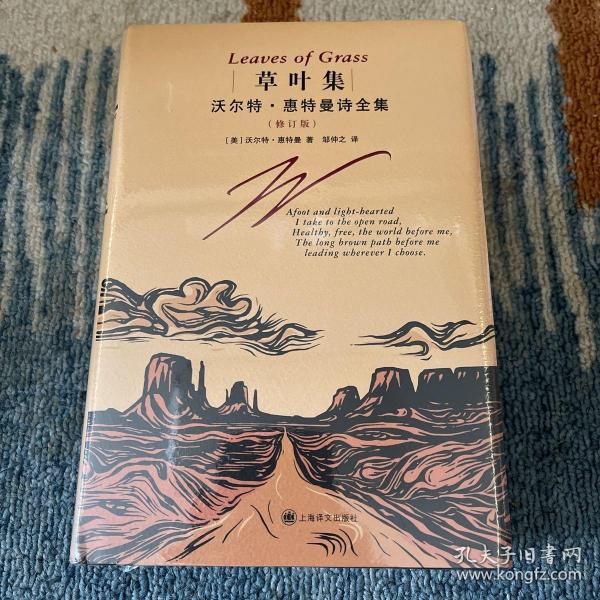 Leaves of Grass
草叶集
沃尔特·惠特曼诗全集
(修订版)
[美]沃尔特·惠特曼 著 邹仲之 译
W
Afoot and light-hearted
I take to the open road,
Healthy, free, the world before me,
The long brown path before me
leading wherever I choose.
上海译文出版社
孔夫子旧书网
www.kongfz.com